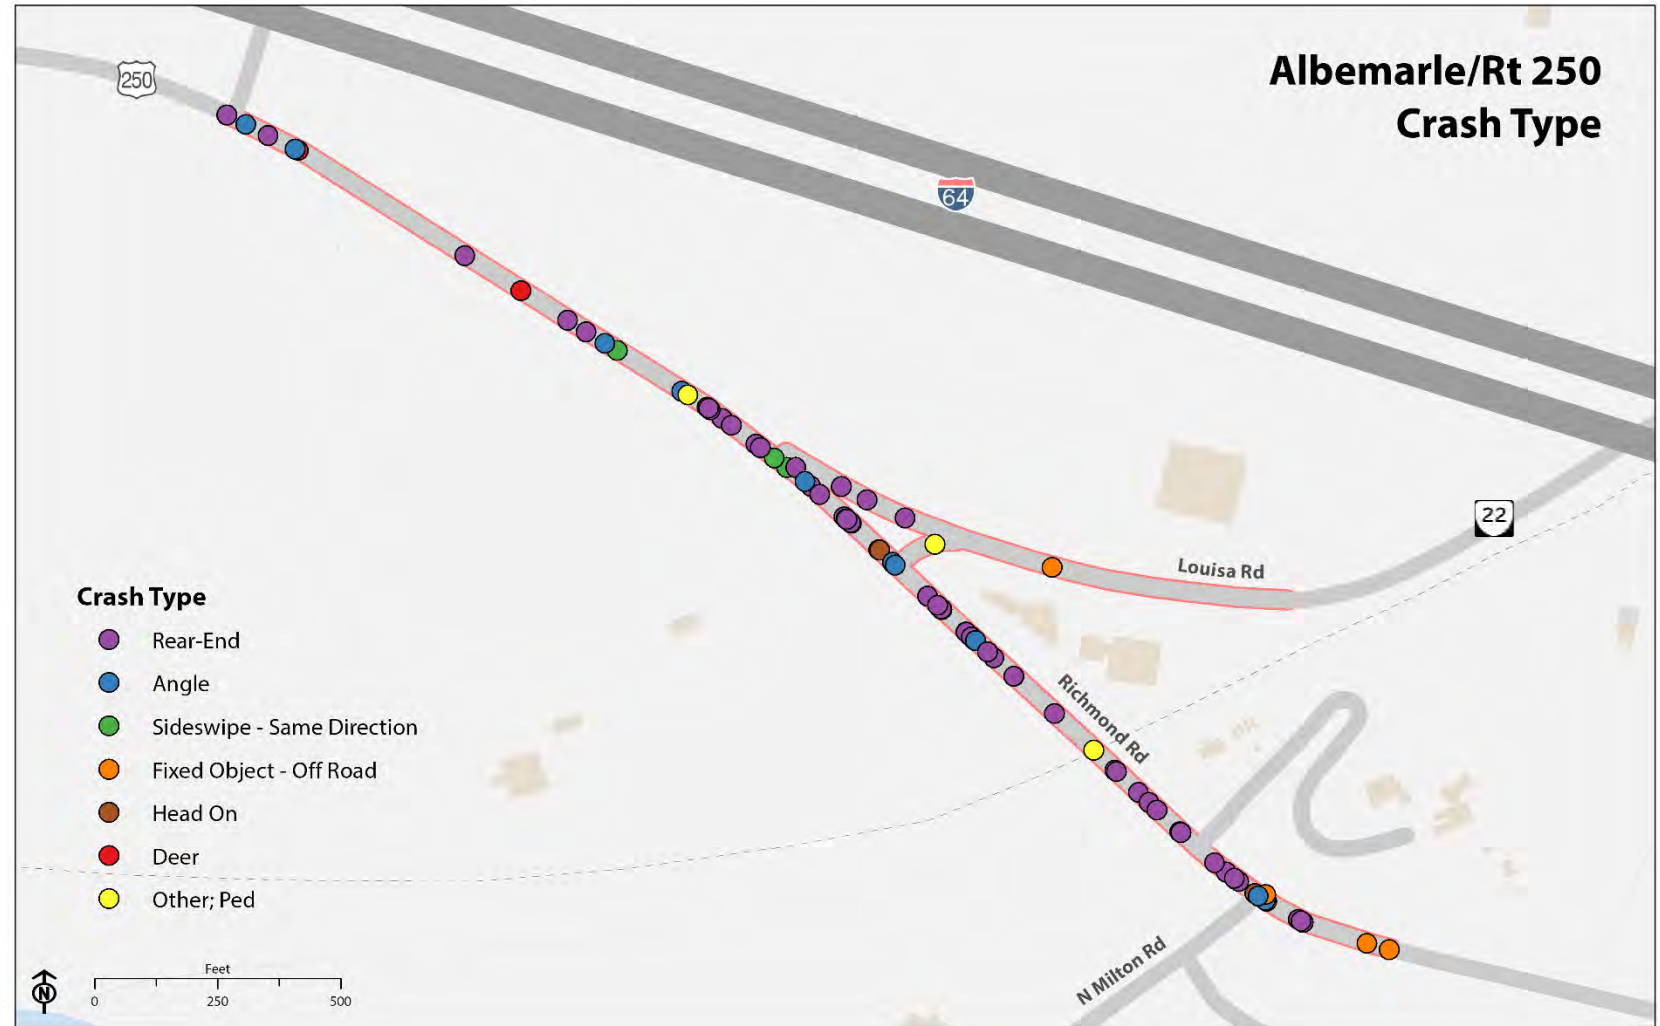 Albemarle/Rt 250
Crash Type
250
64
22
Louisa Rd
Richmond Rd
N Milton Rd
Crash Type
Rear-End
Angle
Sideswipe - Same Direction
Fixed Object - Off Road
Head On
Deer
Other; Ped
N
Feet
0 250 500